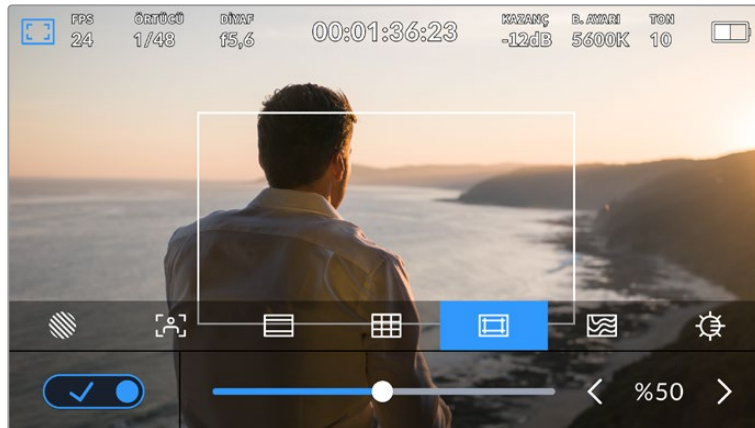 FPS ÖRTÜCÜ DİYAF KAZANÇ B. AYARI TON
24 1/48 f5,6 00:01:36:23 -12dB 5600K 10
%50